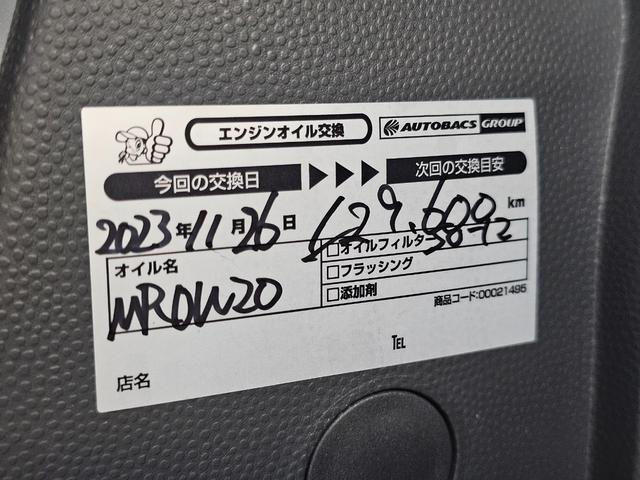 エンジンオイル交換 AUTOBACS GROUP
今回の交換日 次回の交換目安
2023年11月26日 129,600 km
オイル名 □オイルフィルター
MR0W20 □フラッシング
□添加剤 商品コード:00021495
TEL
店名